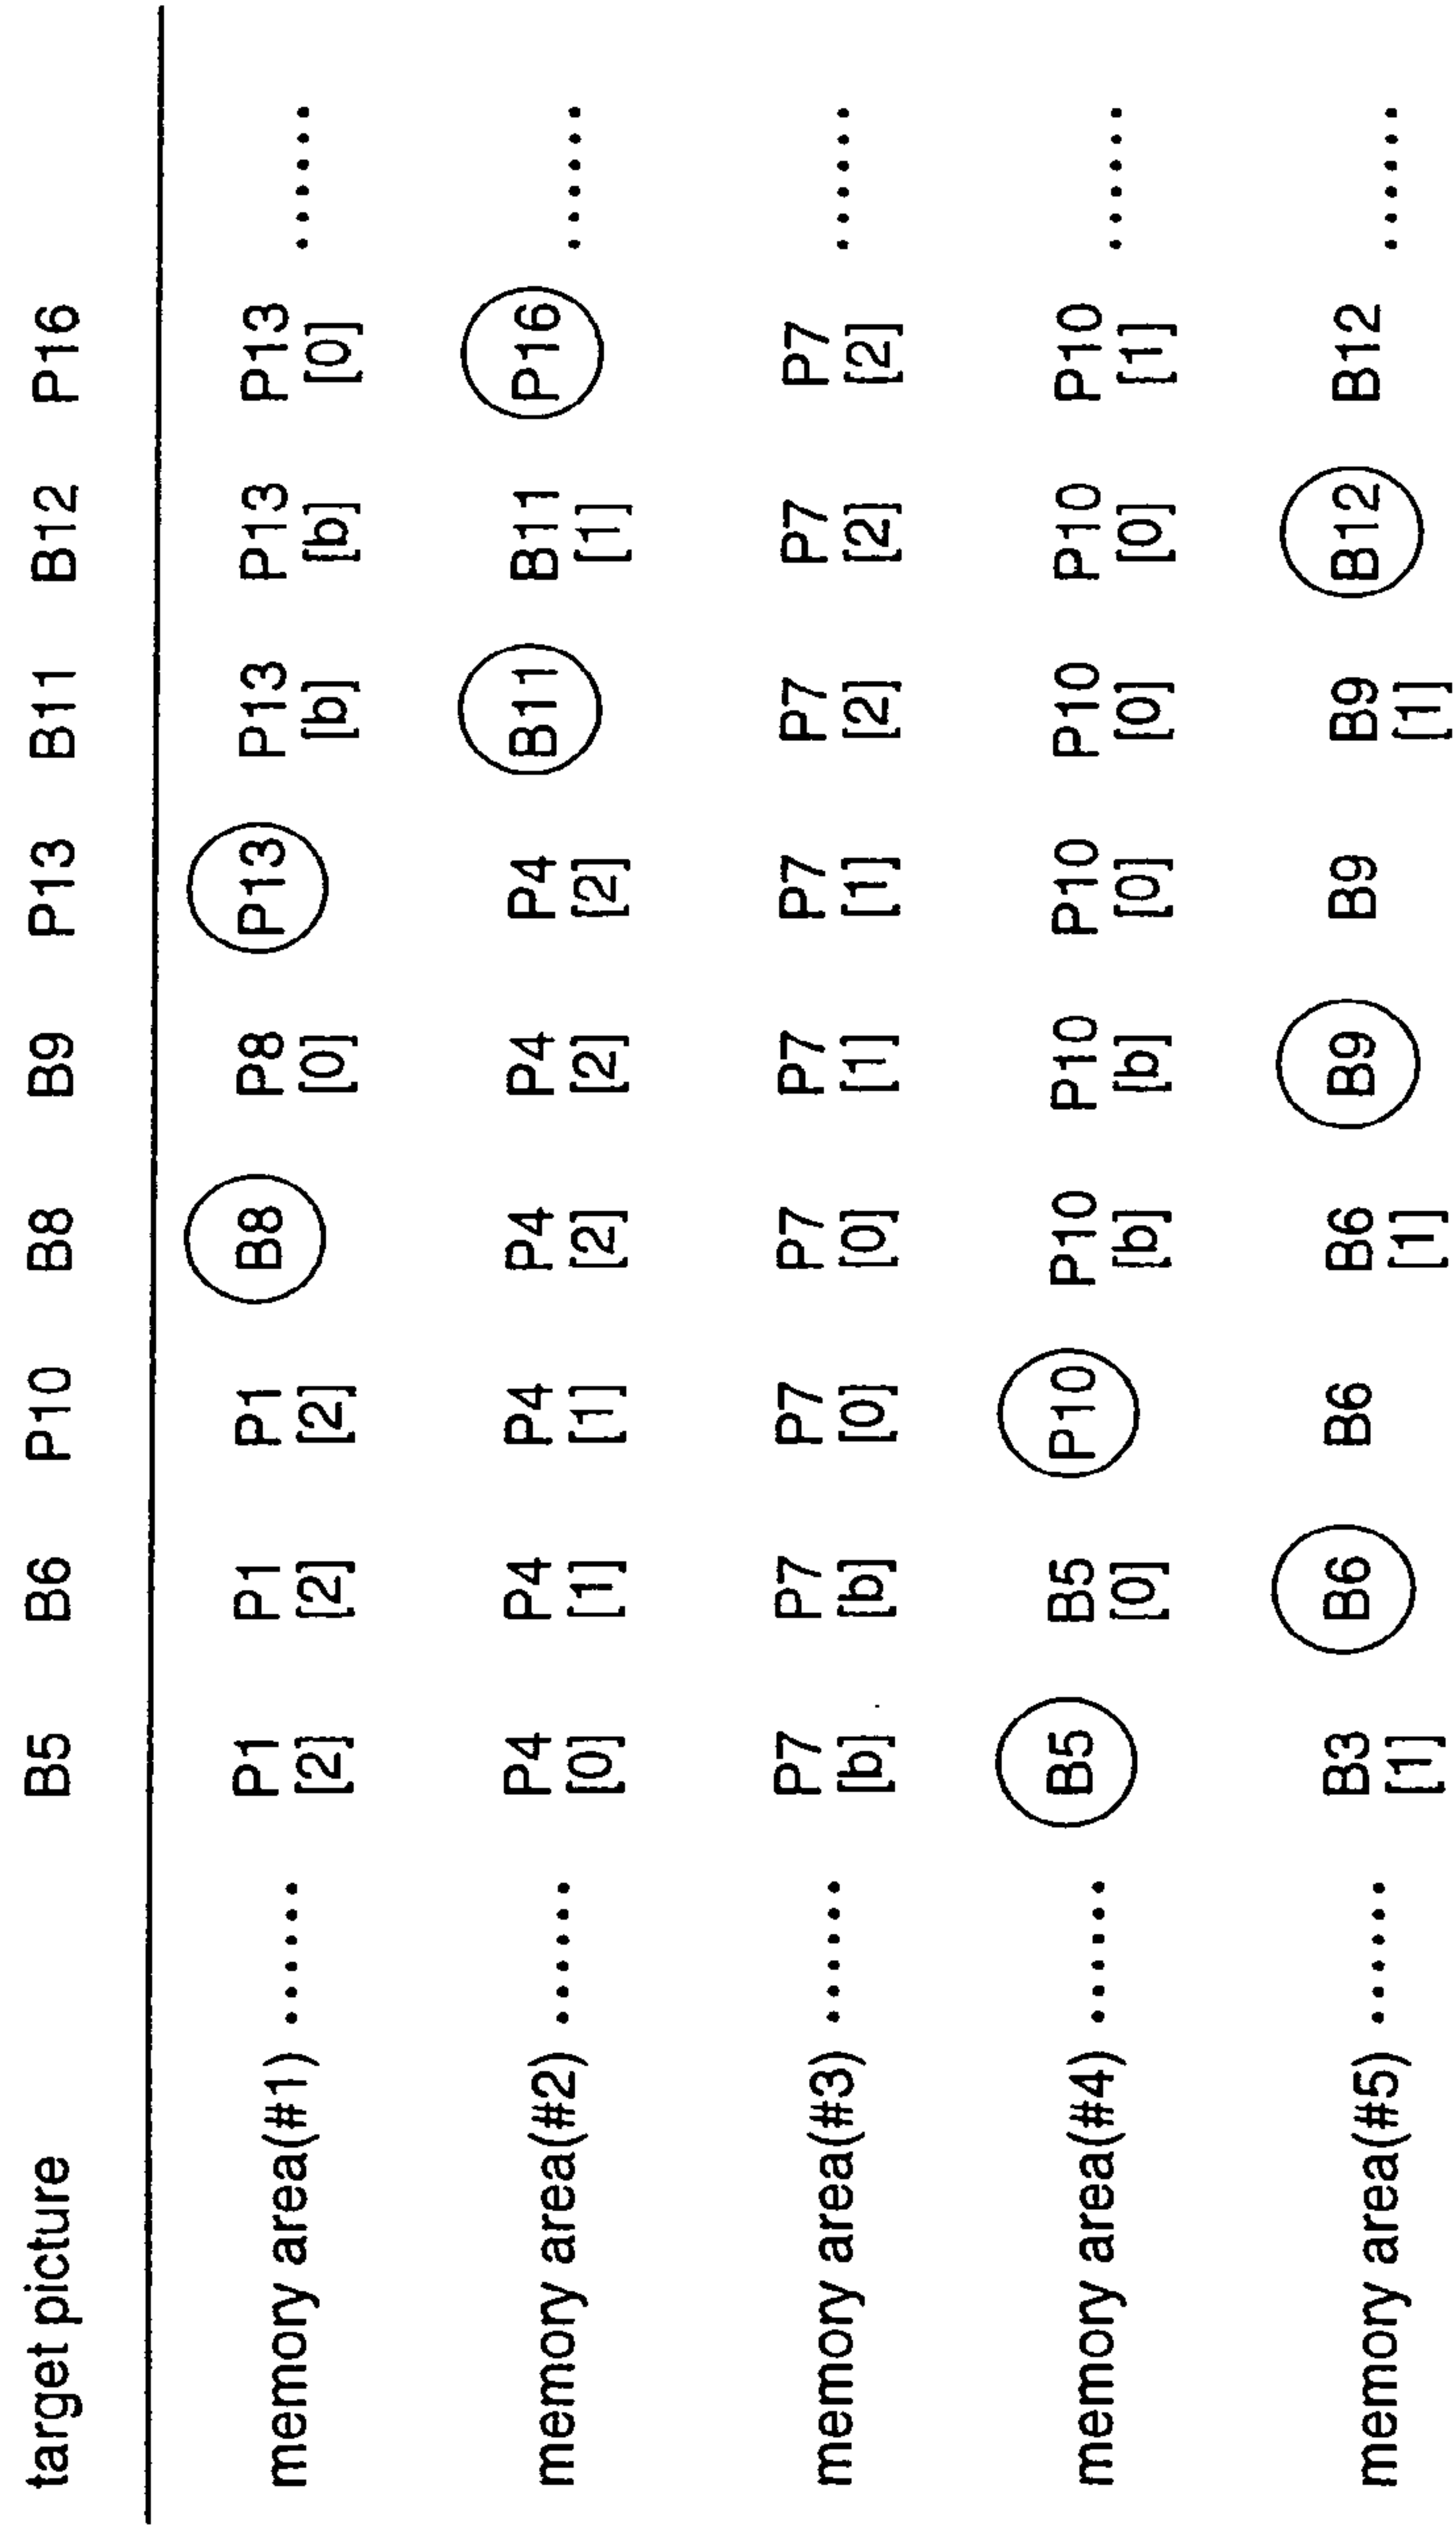 target picture B5 B6 P10 B8 B9 P13 B11 B12 P16
memory area(#1) ...... P1 P1 P1 B8 P8 P13 P13 P13 P13 ......
[2] [2] [2] [0] [b] [b] [0]
memory area(#2) ...... P4 P4 P4 P4 P4 P4 B11 B11 P16 ......
[0] [1] [1] [2] [2] [2] [1]
memory area(#3) ...... P7 P7 P7 P7 P7 P7 P7 P7 P7 ......
[b] [b] [0] [0] [1] [1] [2] [2] [2]
memory area(#4) ...... B5 B5 P10 P10 P10 P10 P10 P10 P10 ......
[0] [b] [b] [0] [0] [0] [1]
memory area(#5) ...... B3 B6 B6 B6 B9 B9 B9 B12 B12 ......
[1] [1] [1]